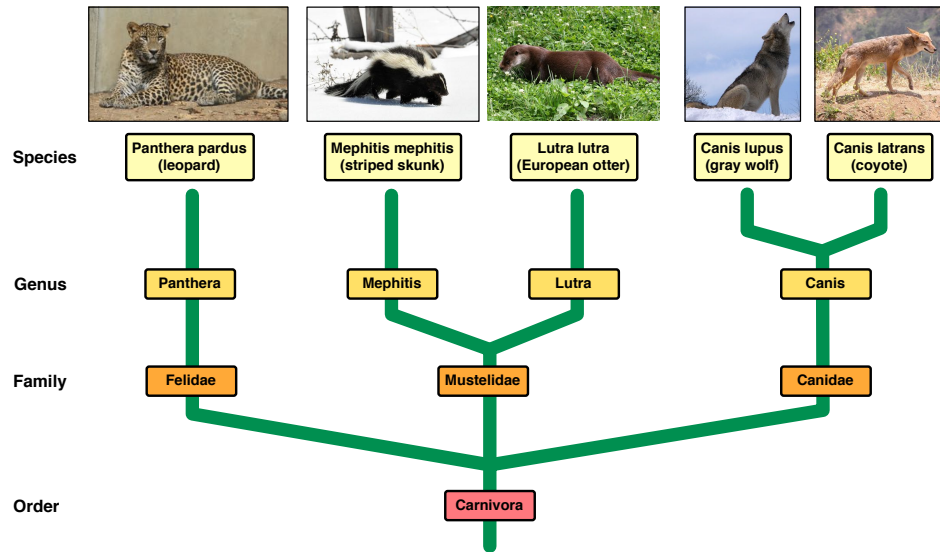 Species
Panthera pardus
(leopard)
Mephitis mephitis
(striped skunk)
Lutra lutra
(European otter)
Canis lupus
(gray wolf)
Canis latrans
(coyote)
Genus
Panthera
Mephitis
Lutra
Canis
Family
Felidae
Mustelidae
Canidae
Order
Carnivora